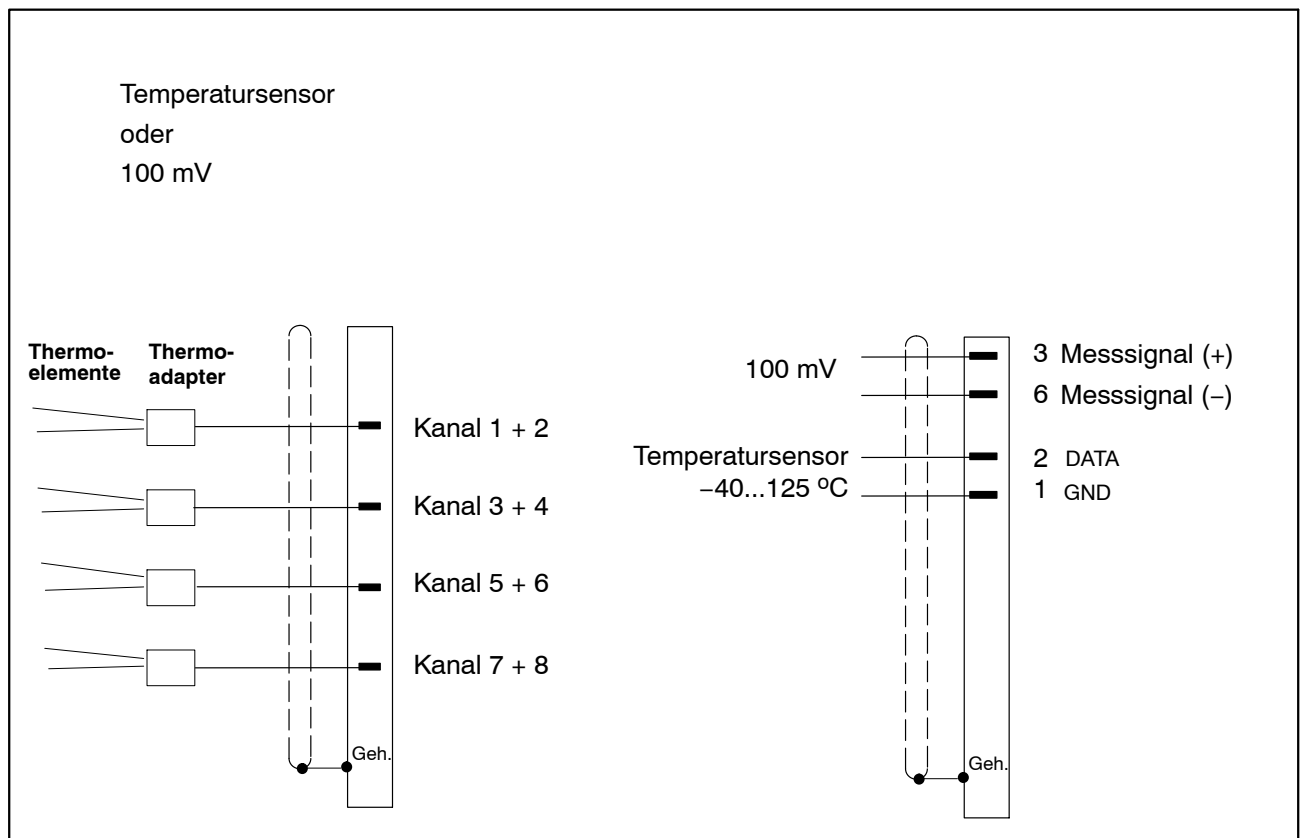 Temperatursensor
oder
100 mV
Thermo-
elemente
Thermo-
adapter
Kanal 1 + 2
Kanal 3 + 4
Kanal 5 + 6
Kanal 7 + 8
Geh.
100 mV
3 Messsignal (+)
6 Messsignal (−)
Temperatursensor
−40...125 ºC
2 DATA
1 GND
Geh.